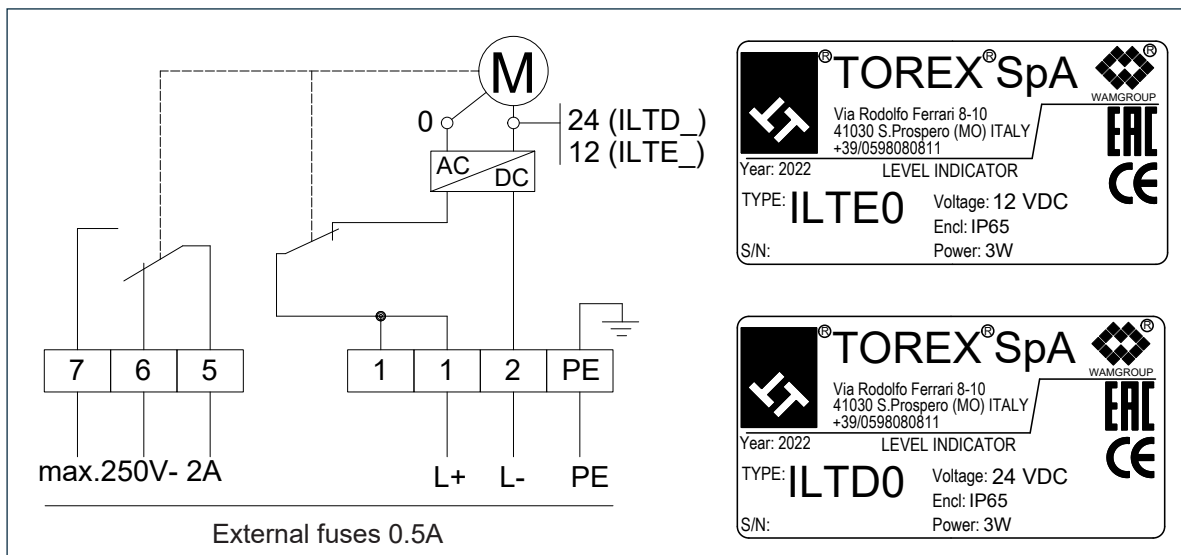 M
0
24 (ILTD_)
12 (ILTE_)
AC
DC
7 6 5
1 1 2 PE
max.250V- 2A
L+ L- PE
External fuses 0.5A
® TOREX® SpA ®
WAMGROUP
Via Rodolfo Ferrari 8-10
41030 S.Prospero (MO) ITALY
+39/0598080811
EAC
CE
Year: 2022 LEVEL INDICATOR
TYPE: ILTE0
Voltage: 12 VDC
Encl: IP65
S/N: Power: 3W
® TOREX® SpA ®
WAMGROUP
Via Rodolfo Ferrari 8-10
41030 S.Prospero (MO) ITALY
+39/0598080811
EAC
CE
Year: 2022 LEVEL INDICATOR
TYPE: ILTD0
Voltage: 24 VDC
Encl: IP65
S/N: Power: 3W